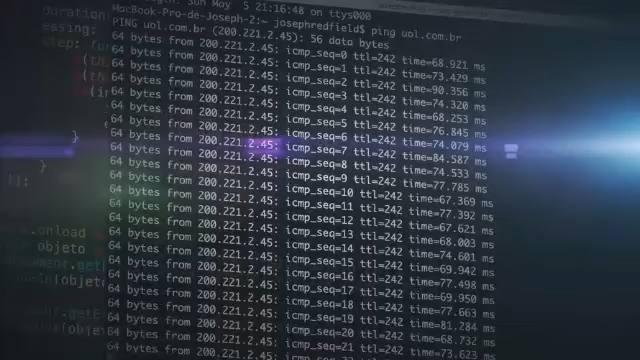 login: Sun May 5 21:16:48 on ttys000
MacBook-Pro-de-Joseph-2:~ josephredfield$ ping uol.com.br
PING uol.com.br (200.221.2.45): 56 data bytes
64 bytes from 200.221.2.45: icmp_seq=0 ttl=242 time=68.921 ms
64 bytes from 200.221.2.45: icmp_seq=1 ttl=242 time=73.429 ms
64 bytes from 200.221.2.45: icmp_seq=2 ttl=242 time=90.356 ms
64 bytes from 200.221.2.45: icmp_seq=3 ttl=242 time=74.320 ms
64 bytes from 200.221.2.45: icmp_seq=4 ttl=242 time=68.253 ms
64 bytes from 200.221.2.45: icmp_seq=5 ttl=242 time=76.845 ms
64 bytes from 200.221.2.45: icmp_seq=6 ttl=242 time=74.079 ms
64 bytes from 200.221.2.45: icmp_seq=7 ttl=242 time=84.587 ms
64 bytes from 200.221.2.45: icmp_seq=8 ttl=242 time=74.533 ms
64 bytes from 200.221.2.45: icmp_seq=9 ttl=242 time=77.785 ms
64 bytes from 200.221.2.45: icmp_seq=10 ttl=242 time=67.369 ms
64 bytes from 200.221.2.45: icmp_seq=11 ttl=242 time=77.392 ms
64 bytes from 200.221.2.45: icmp_seq=12 ttl=242 time=67.621 ms
64 bytes from 200.221.2.45: icmp_seq=13 ttl=242 time=68.003 ms
64 bytes from 200.221.2.45: icmp_seq=14 ttl=242 time=74.601 ms
64 bytes from 200.221.2.45: icmp_seq=15 ttl=242 time=69.942 ms
64 bytes from 200.221.2.45: icmp_seq=16 ttl=242 time=77.498 ms
64 bytes from 200.221.2.45: icmp_seq=17 ttl=242 time=69.950 ms
64 bytes from 200.221.2.45: icmp_seq=18 ttl=242 time=77.663 ms
64 bytes from 200.221.2.45: icmp_seq=19 ttl=242 time=81.284 ms
64 bytes from 200.221.2.45: icmp_seq=20 ttl=242 time=68.732 ms
64 bytes from 200.221.2.45: icmp_seq=21 ttl=242 time=73.623 ms
duration
essing:
step: fun
(th
(th
(in
}
}
});
.onload
objeto
ument.getE
(objeto
.getE
(objeto